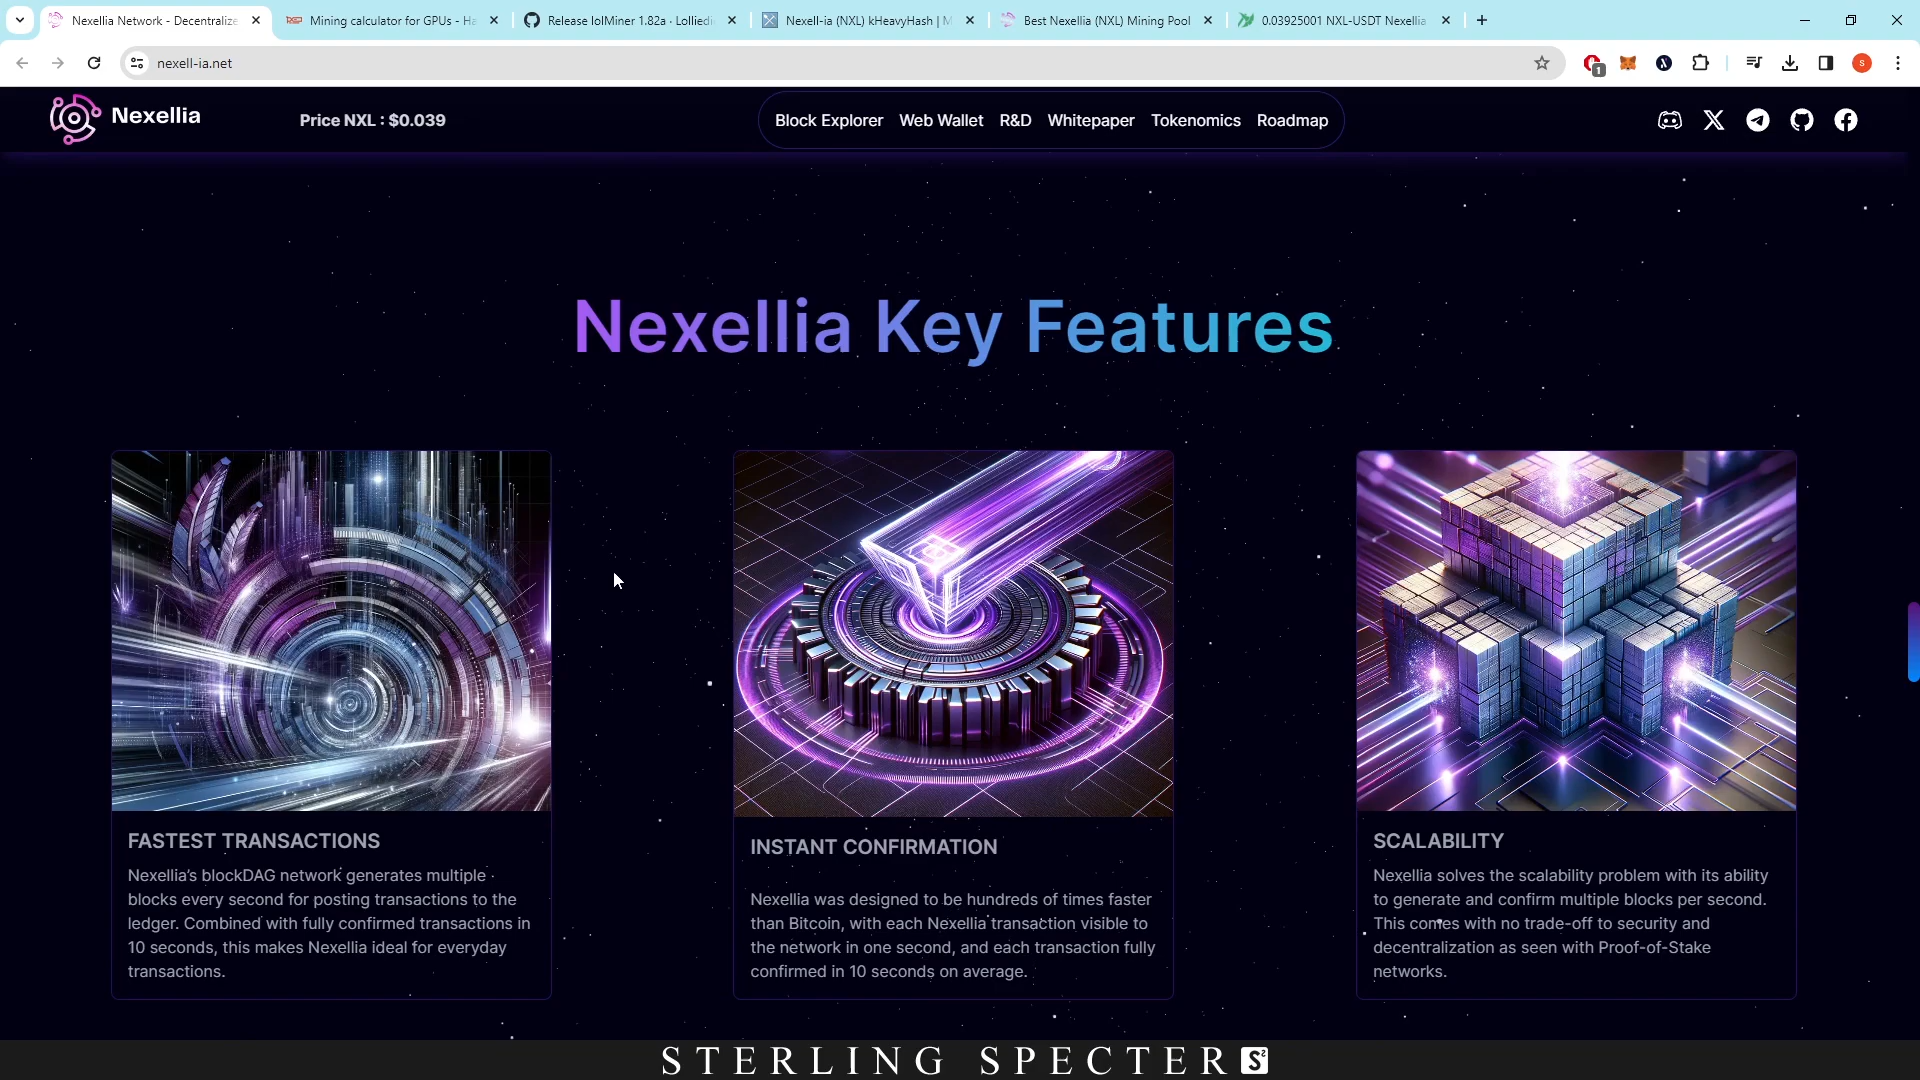 Nexellia Network - Decentralize
Mining calculator for GPUs - Ha
Release lolMiner 1.82a · Lolliedi
Nexell-ia (NXL) kHeavyHash | M
Best Nexellia (NXL) Mining Pool
0.03925001 NXL-USDT Nexellia
nexell-ia.net
1
S
Nexellia
Price NXL : $0.039
Block Explorer
Web Wallet
R&D
Whitepaper
Tokenomics
Roadmap
Nexellia Key Features
FASTEST TRANSACTIONS
Nexellia's blockDAG network generates multiple
blocks every second for posting transactions to the
ledger. Combined with fully confirmed transactions in
10 seconds, this makes Nexellia ideal for everyday
transactions.
INSTANT CONFIRMATION
Nexellia was designed to be hundreds of times faster
than Bitcoin, with each Nexellia transaction visible to
the network in one second, and each transaction fully
confirmed in 10 seconds on average.
SCALABILITY
Nexellia solves the scalability problem with its ability
to generate and confirm multiple blocks per second.
This comes with no trade-off to security and
decentralization as seen with Proof-of-Stake
networks.
STERLING SPECTER S²